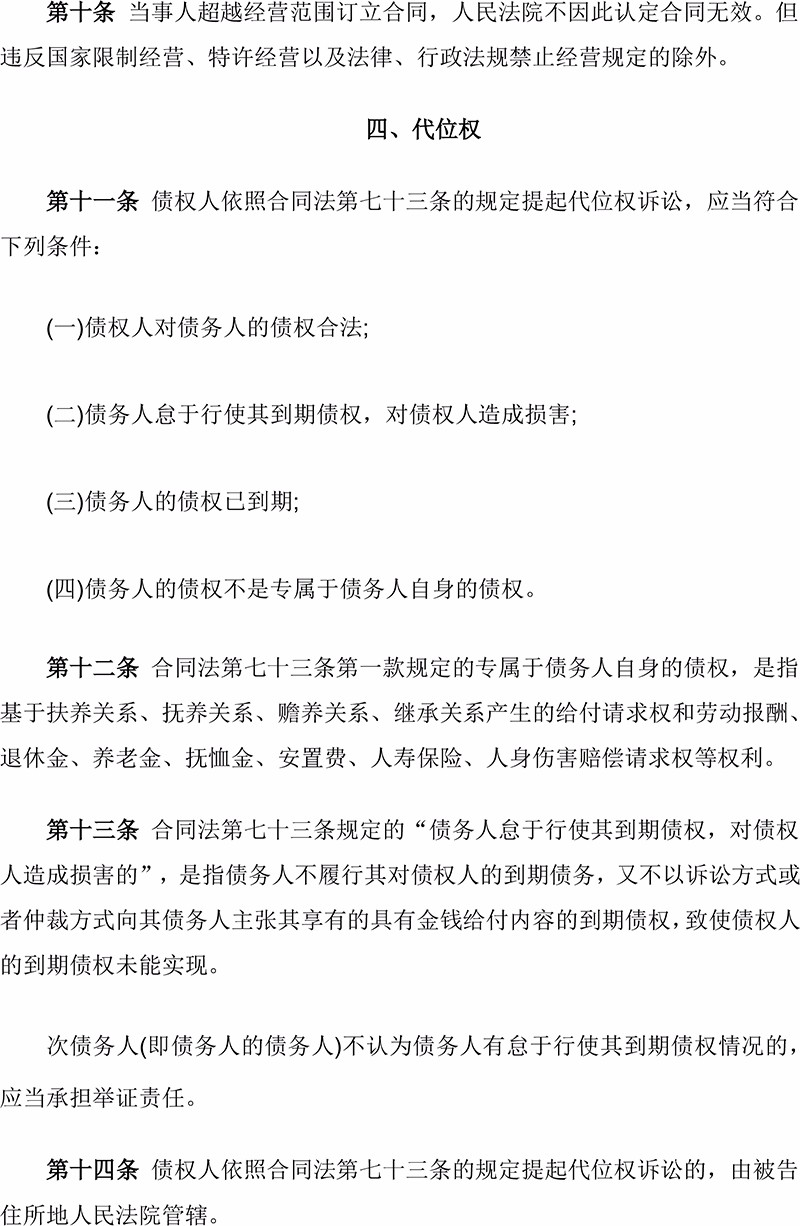 第十条 当事人超越经营范围订立合同，人民法院不因此认定合同无效。但
违反国家限制经营、特许经营以及法律、行政法规禁止经营规定的除外。
四、代位权
第十一条 债权人依照合同法第七十三条的规定提起代位权诉讼，应当符合
下列条件：
(一)债权人对债务人的债权合法;
(二)债务人怠于行使其到期债权，对债权人造成损害;
(三)债务人的债权已到期;
(四)债务人的债权不是专属于债务人自身的债权。
第十二条 合同法第七十三条第一款规定的专属于债务人自身的债权，是指
基于扶养关系、抚养关系、赡养关系、继承关系产生的给付请求权和劳动报酬、
退休金、养老金、抚恤金、安置费、人寿保险、人身伤害赔偿请求权等权利。
第十三条 合同法第七十三条规定的“债务人怠于行使其到期债权，对债权
人造成损害的”，是指债务人不履行其对债权人的到期债务，又不以诉讼方式或
者仲裁方式向其债务人主张其享有的具有金钱给付内容的到期债权，致使债权人
的到期债权未能实现。
次债务人(即债务人的债务人)不认为债务人有怠于行使其到期债权情况的，
应当承担举证责任。
第十四条 债权人依照合同法第七十三条的规定提起代位权诉讼的，由被告
住所地人民法院管辖。